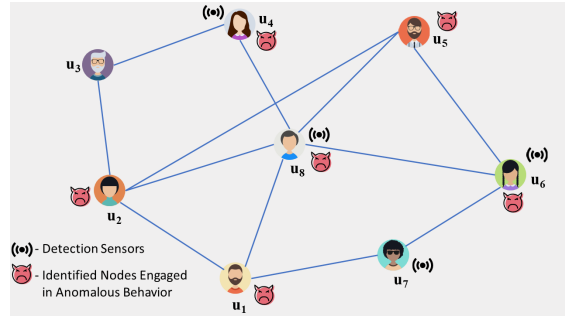 u₄
u₅
u₃
u₈
u₆
u₂
((•)) - Detection Sensors
- Identified Nodes Engaged
in Anomalous Behavior
u₇
u₁